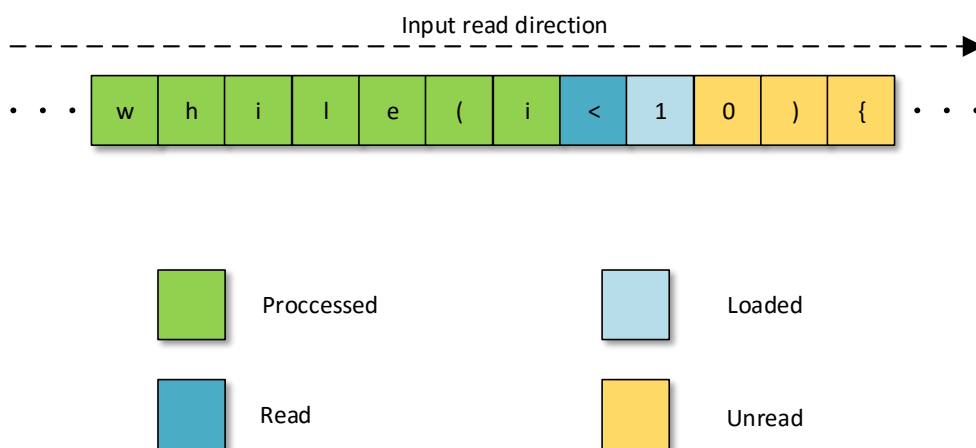 Input read direction
. . . w h i l e ( i < 1 0 ) { . . .
Proccessed
Loaded
Read
Unread